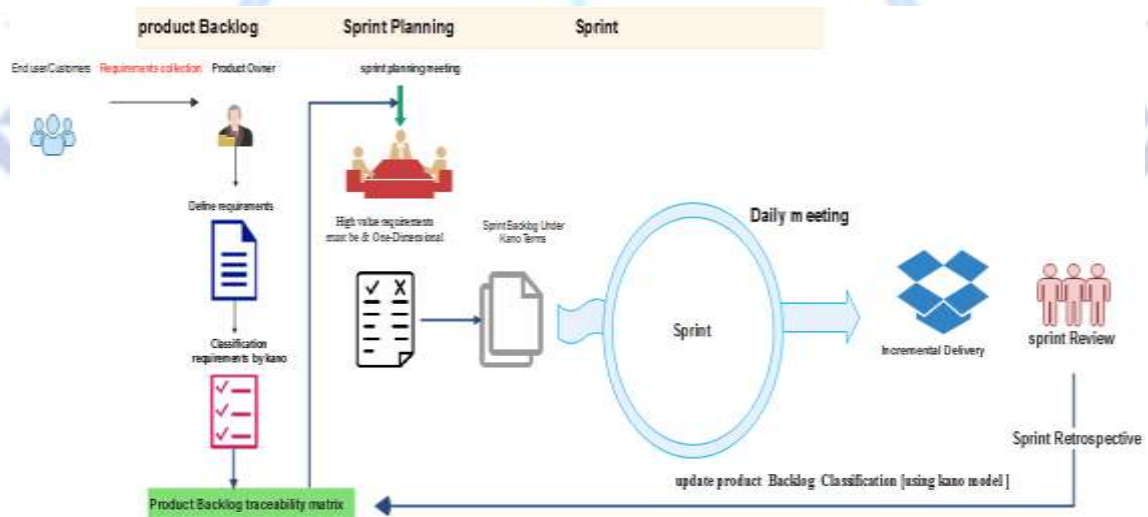 product Backlog
Sprint Planning
Sprint
End user/Customers
Requirements collection
Product Owner
sprint planning meeting
Define requirements
High value requirements
must be & One-Dimensional
Sprint Backlog Under
Kano Terms
Daily meeting
Sprint
Classification
requirements by kano
Incremental Delivery
sprint Review
Sprint Retrospective
update product Backlog Classification [using kano model]
Product Backlog traceability matrix